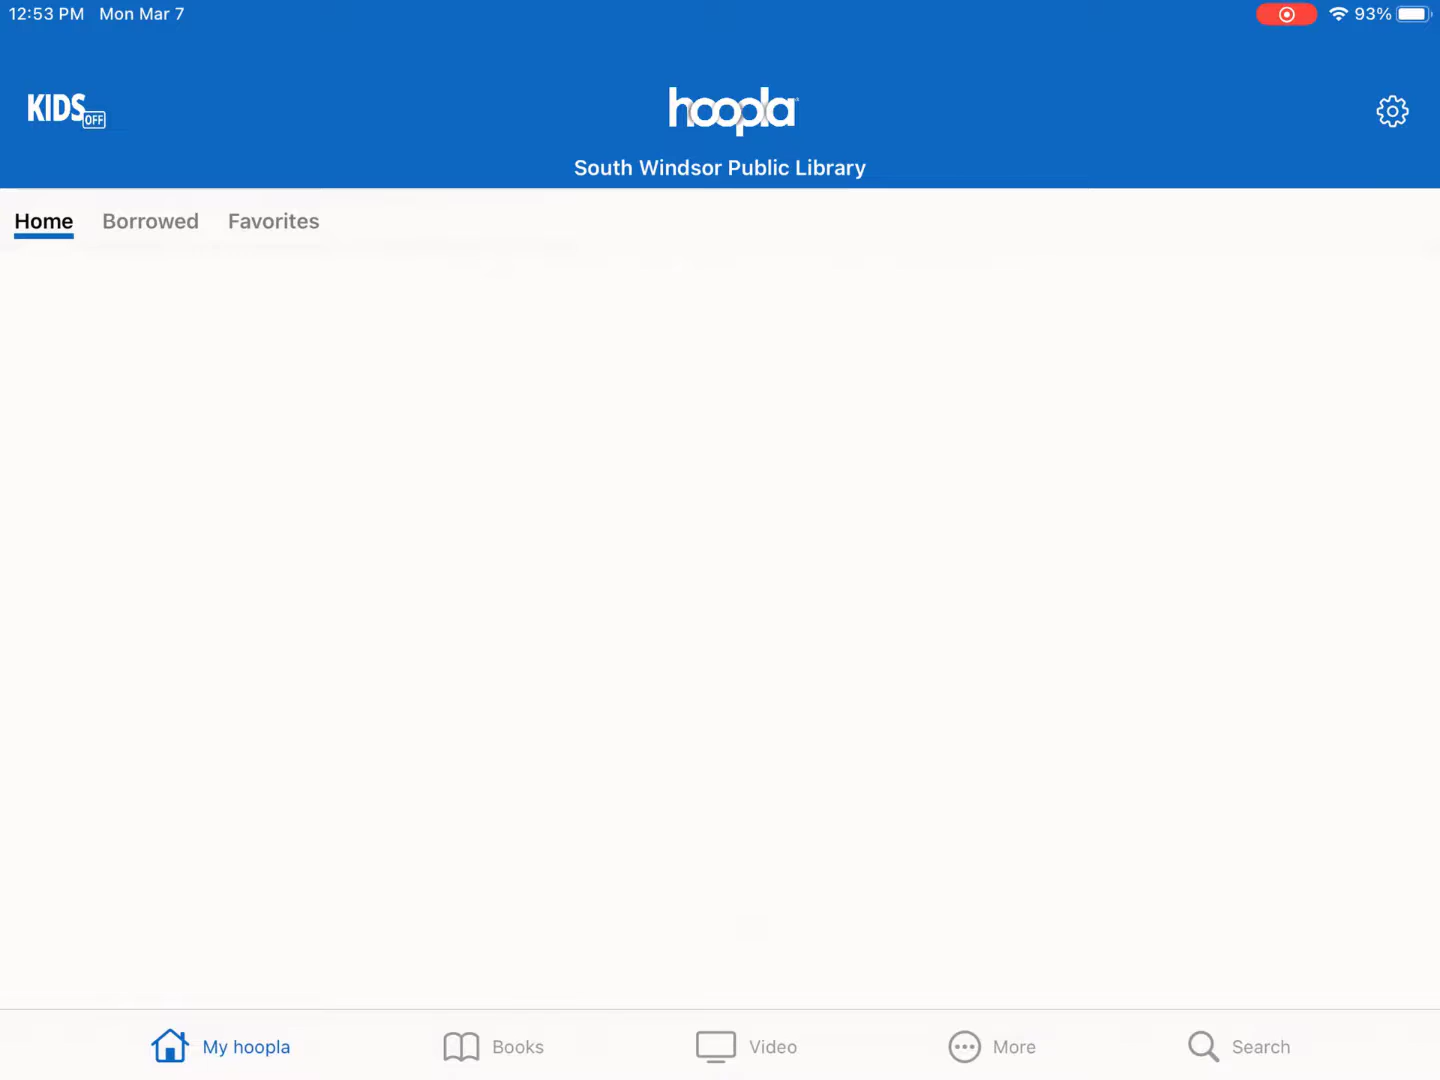 12:53 PM Mon Mar 7
93%
KIDS OFF
hoopla
South Windsor Public Library
Home Borrowed Favorites
My hoopla Books Video More Search